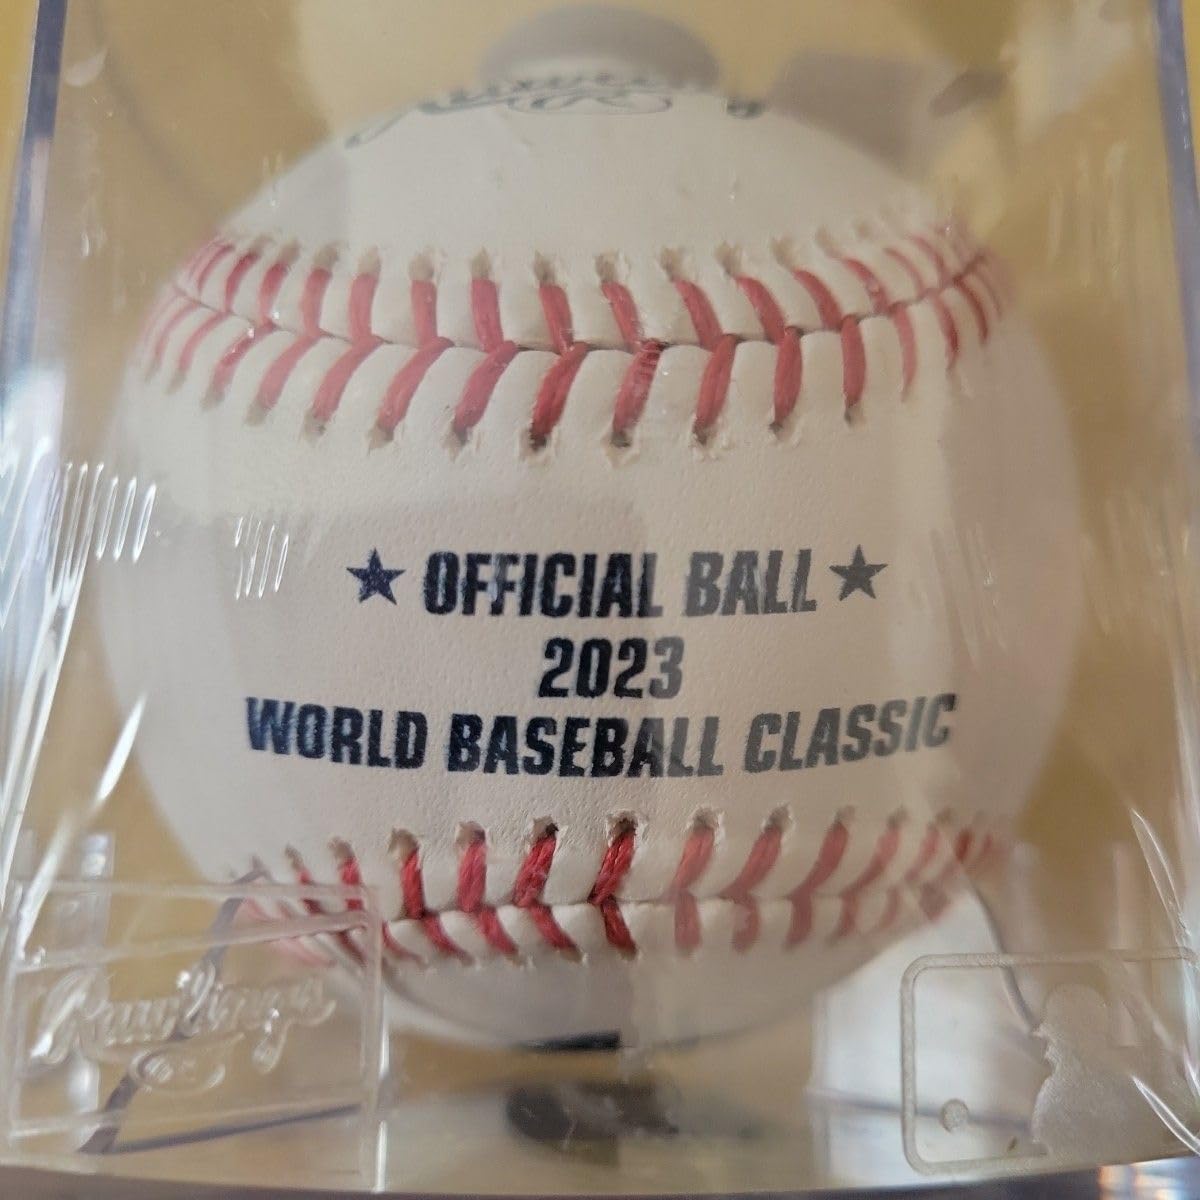 ★ OFFICIAL BALL ★
2023
WORLD BASEBALL CLASSIC
Rawlings